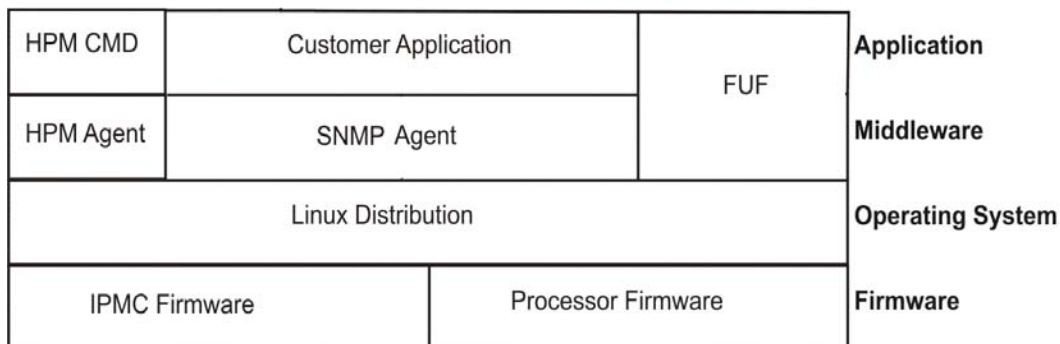 HPM CMD
Customer Application
FUF
Application
HPM Agent
SNMP Agent
Middleware
Linux Distribution
Operating System
IPMC Firmware
Processor Firmware
Firmware